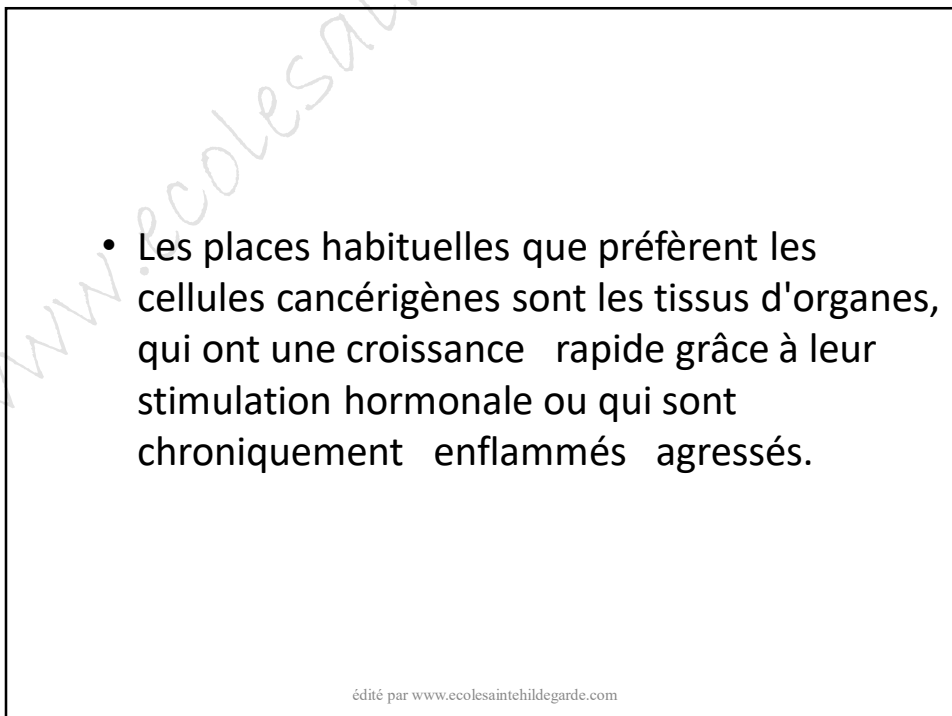 www.ecolesai
• Les places habituelles que préfèrent les
cellules cancérigènes sont les tissus d'organes,
qui ont une croissance rapide grâce à leur
stimulation hormonale ou qui sont
chroniquement enflammés agressés.
édité par www.ecolesaintehildegarde.com